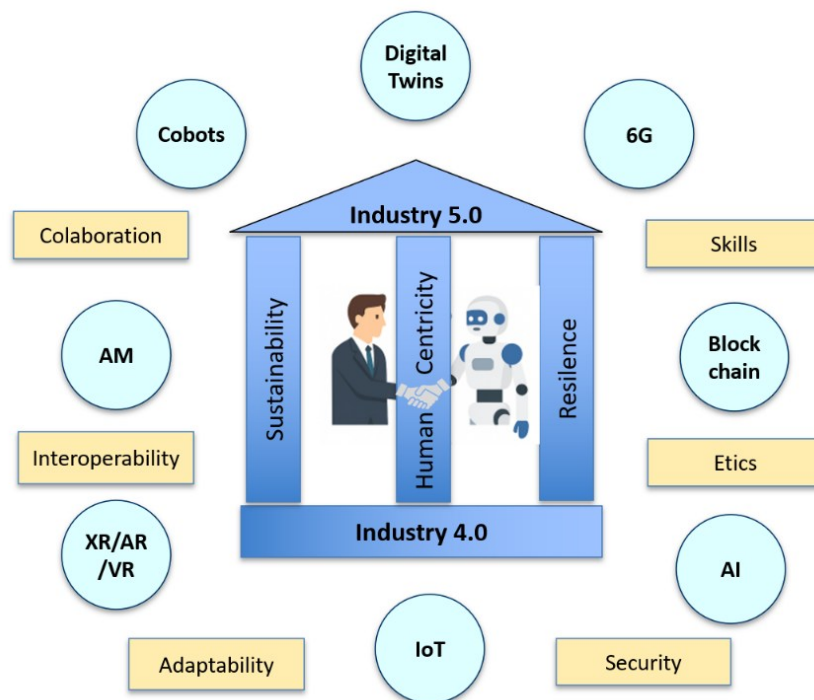 Digital
Twins
Cobots
6G
Industry 5.0
Colaboration
Skills
Sustainability
Human Centricity
Resilence
AM
Block
chain
Interoperability
Etics
Industry 4.0
XR/AR
/VR
AI
IoT
Adaptability
Security